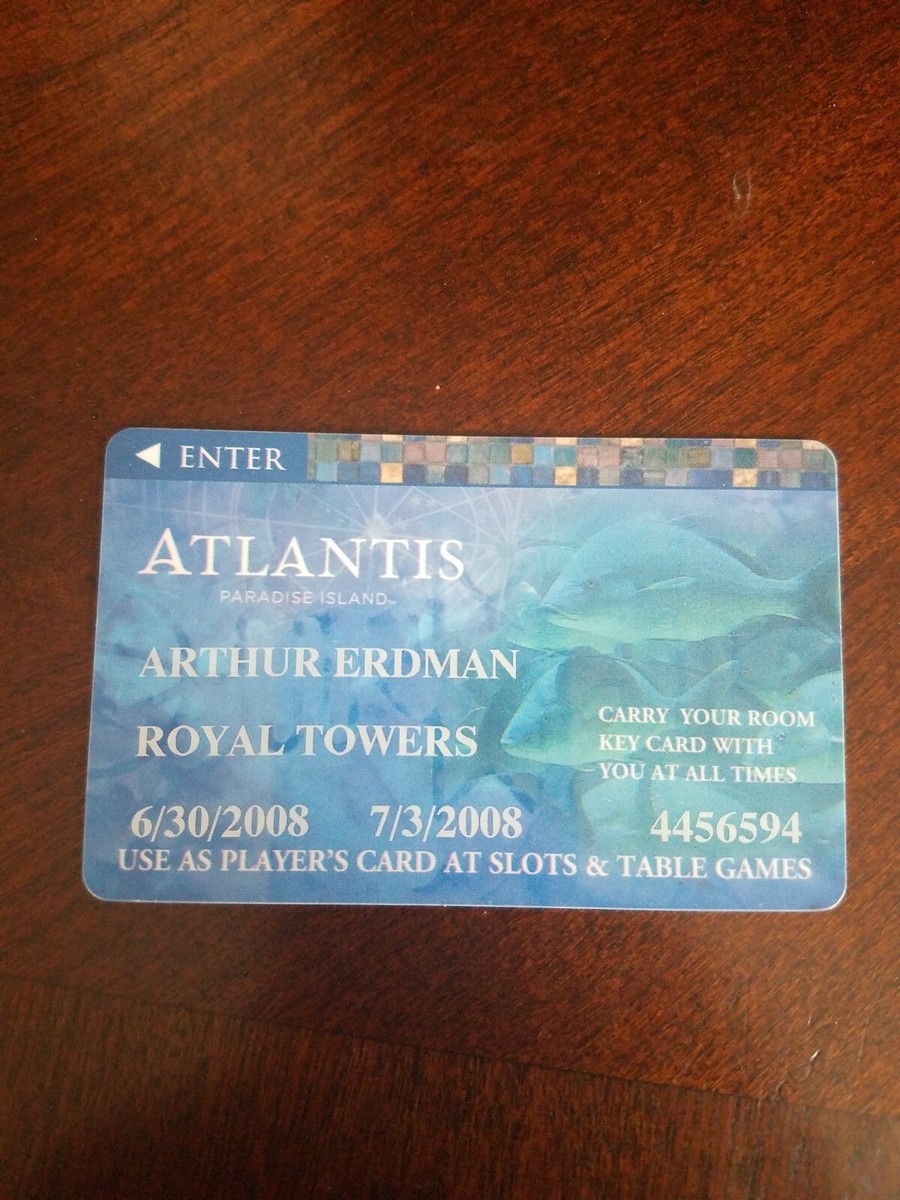 ENTER
ATLANTIS
PARADISE ISLAND™
ARTHUR ERDMAN
ROYAL TOWERS
CARRY YOUR ROOM
KEY CARD WITH
YOU AT ALL TIMES
6/30/2008 7/3/2008 4456594
USE AS PLAYER'S CARD AT SLOTS & TABLE GAMES